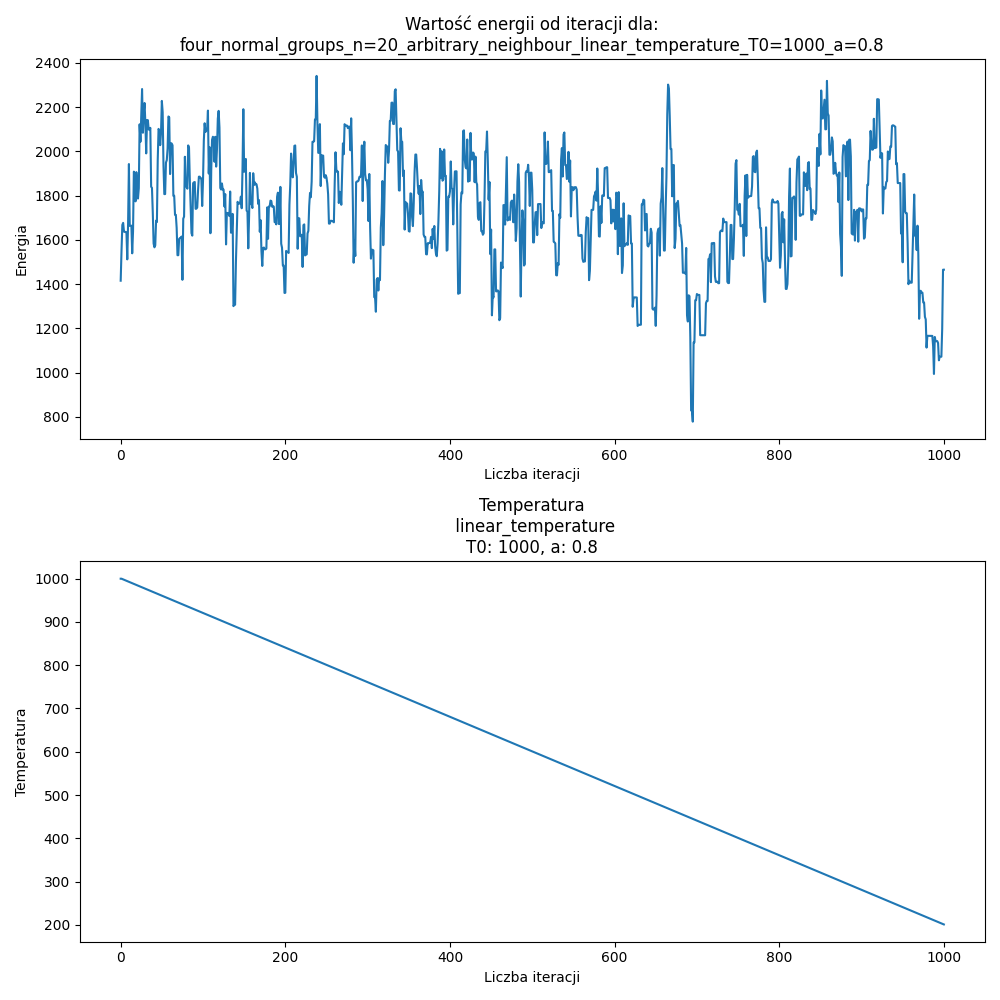 Wartość energii od iteracji dla:
four_normal_groups_n=20_arbitrary_neighbour_linear_temperature_T0=1000_a=0.8
2400
2200
2000
1800
1600
1400
1200
1000
800
Energia
0 200 400 600 800 1000
Liczba iteracji
Temperatura
linear_temperature
T0: 1000, a: 0.8
1000
900
800
700
600
500
400
300
200
Temperatura
0 200 400 600 800 1000
Liczba iteracji